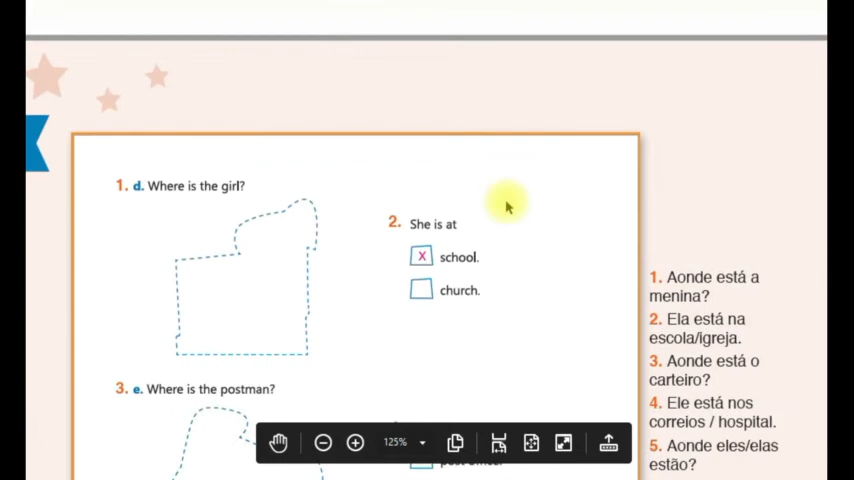 1. d. Where is the girl?
2. She is at
X school.
church.
3. e. Where is the postman?
1. Aonde está a
menina?
2. Ela está na
escola/igreja.
3. Aonde está o
carteiro?
4. Ele está nos
correios / hospital.
5. Aonde eles/elas
estão?
125%
post office.